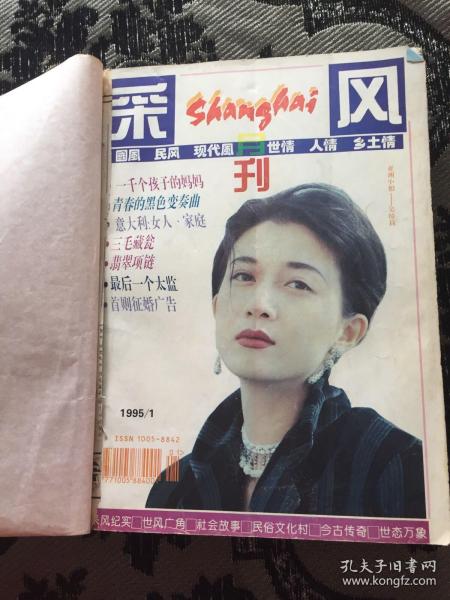 采 Shanghai 风
國風 民风 现代風 世情 人情 乡土情
月刊
一千个孩子的妈妈
青春的黑色变奏曲
意大利:女人·家庭
三毛藏瓮
翡翠项链
最后一个太监
首则征婚广告
1995/1
ISSN 1005-8842
01>
风纪实 世风广角 社会故事 民俗文化村 今古传奇 世态万象
孔夫子旧书网
www.kongfz.com